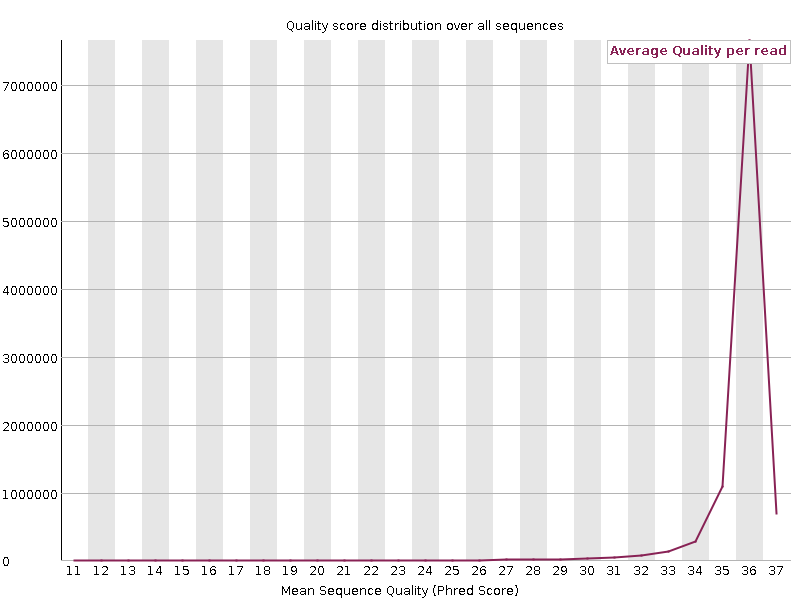 Quality score distribution over all sequences
Average Quality per read
7000000
6000000
5000000
4000000
3000000
2000000
1000000
0
11 12 13 14 15 16 17 18 19 20 21 22 23 24 25 26 27 28 29 30 31 32 33 34 35 36 37
Mean Sequence Quality (Phred Score)